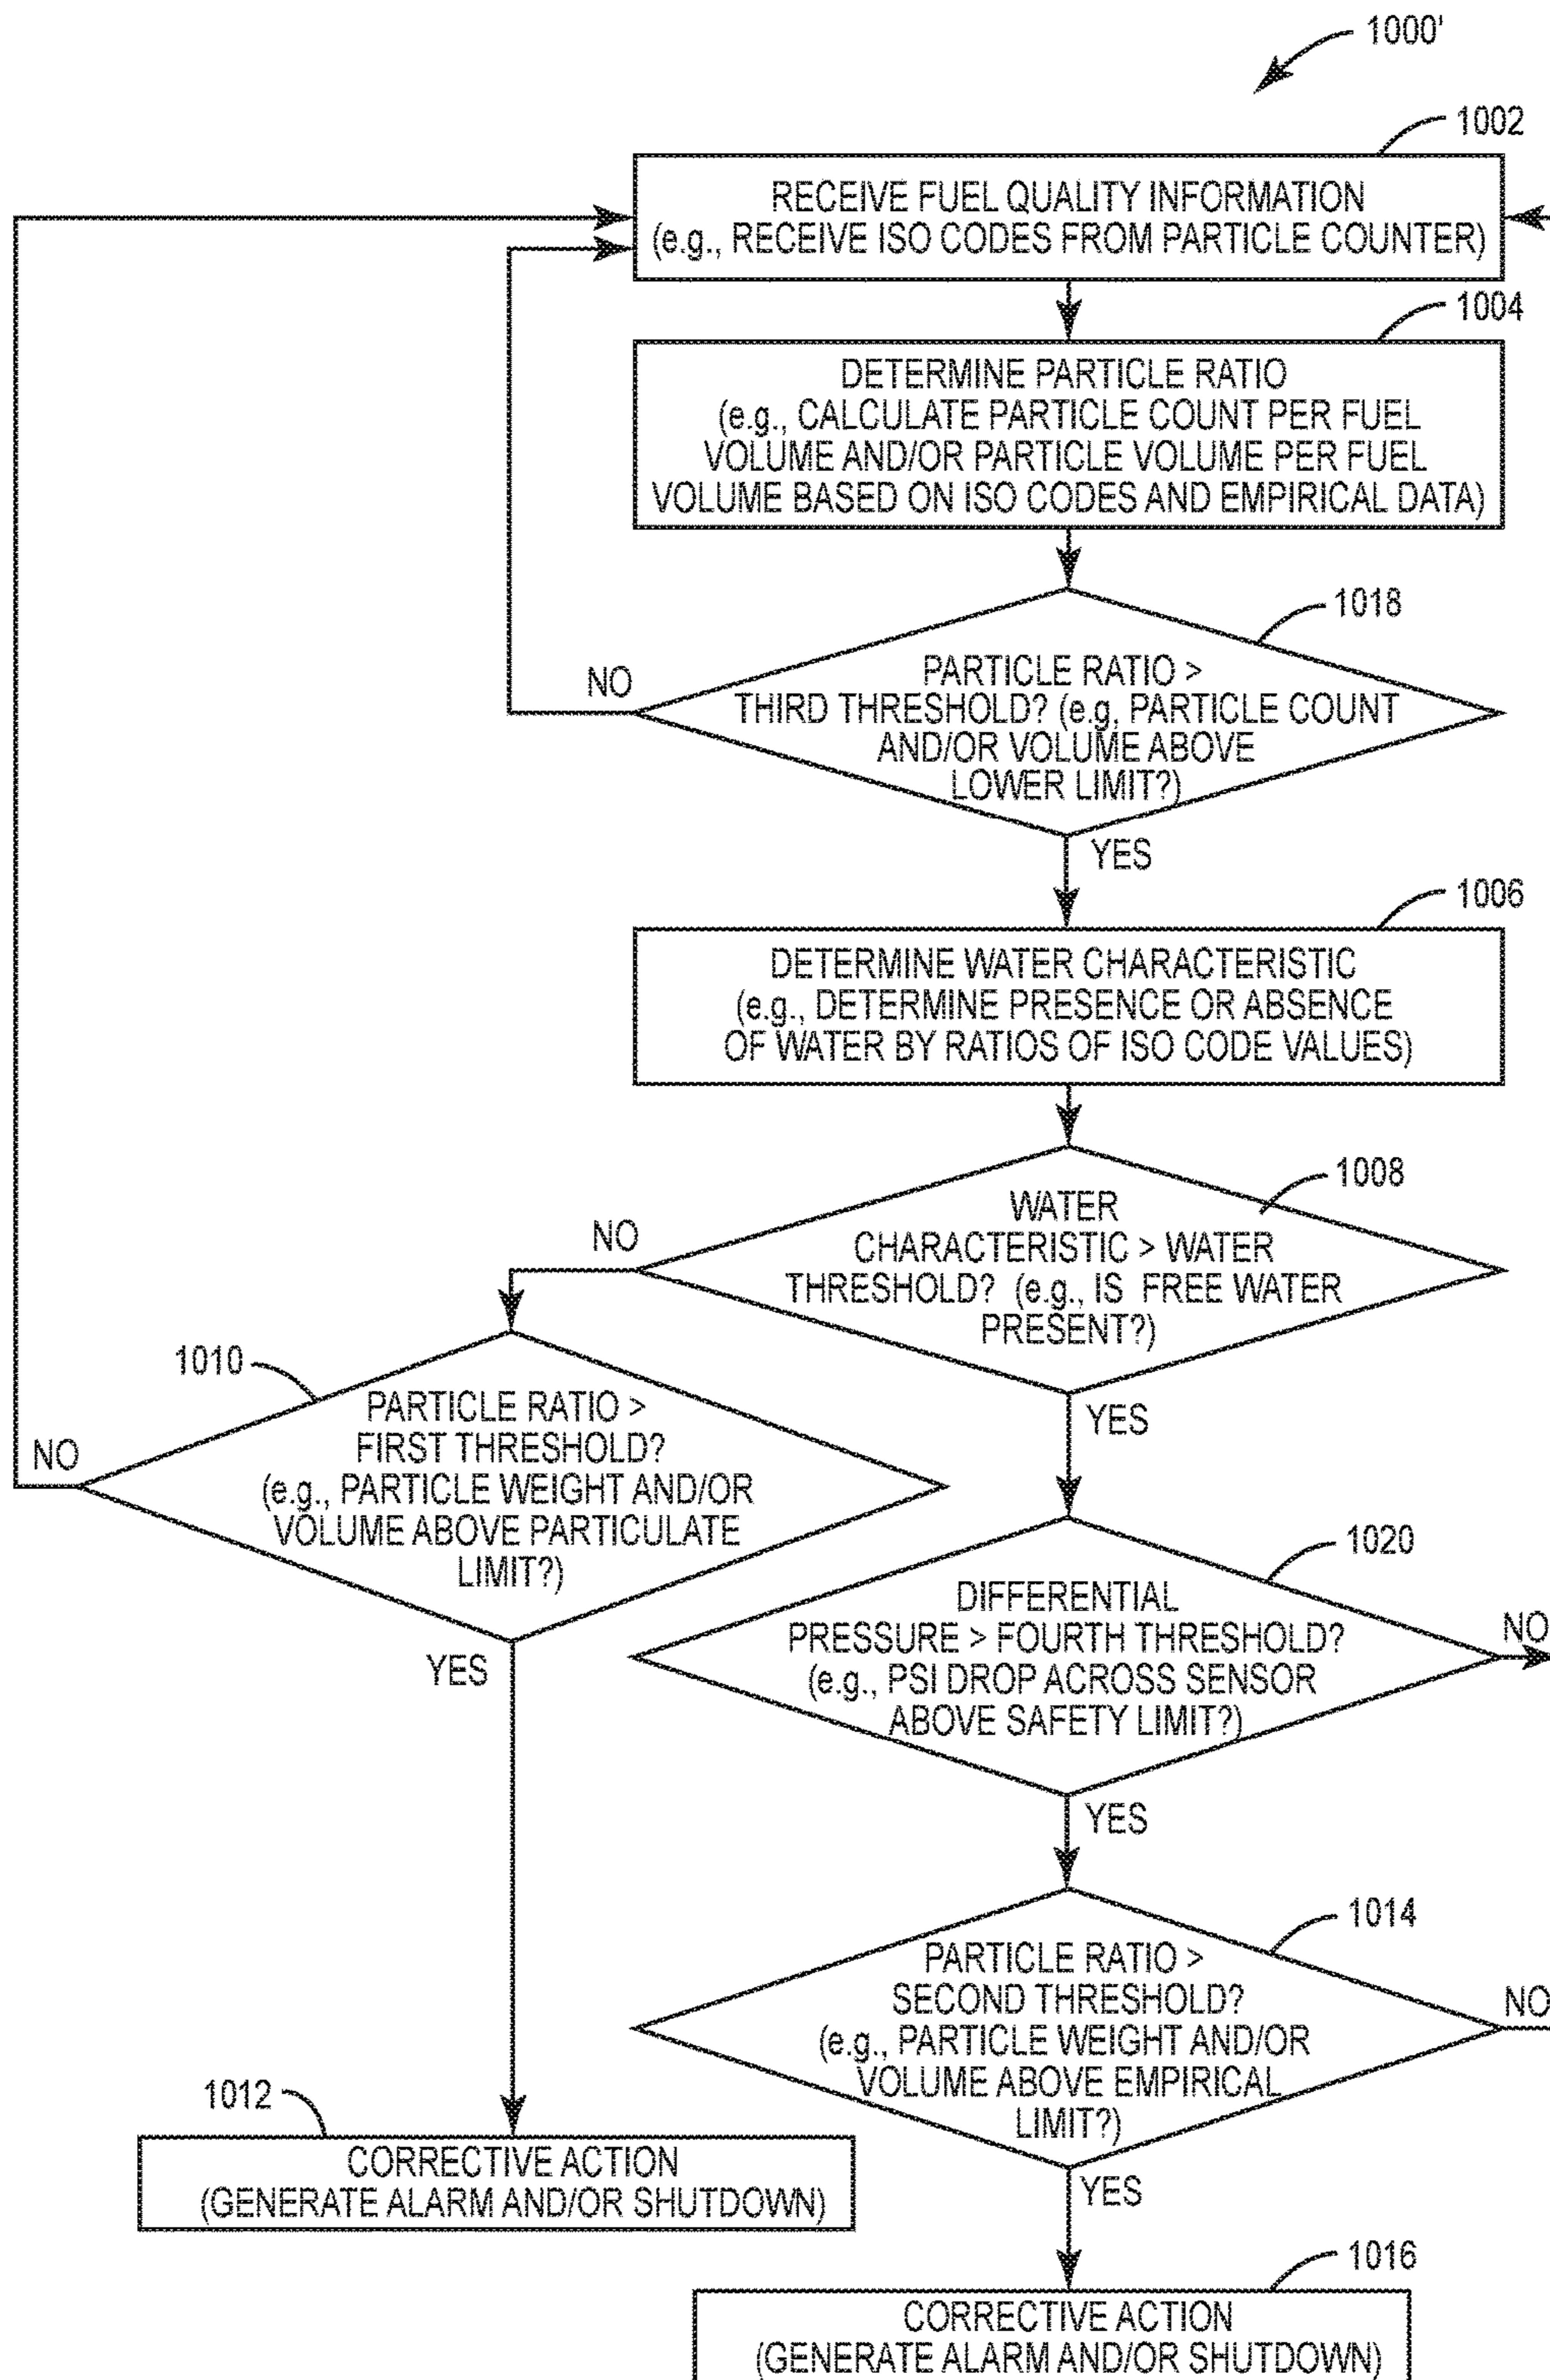 1000'
1002
RECEIVE FUEL QUALITY INFORMATION
(e.g., RECEIVE ISO CODES FROM PARTICLE COUNTER)
1004
DETERMINE PARTICLE RATIO
(e.g., CALCULATE PARTICLE COUNT PER FUEL
VOLUME AND/OR PARTICLE VOLUME PER FUEL
VOLUME BASED ON ISO CODES AND EMPIRICAL DATA)
1018
NO
PARTICLE RATIO >
THIRD THRESHOLD? (e.g, PARTICLE COUNT
AND/OR VOLUME ABOVE
LOWER LIMIT?)
YES
1006
DETERMINE WATER CHARACTERISTIC
(e.g., DETERMINE PRESENCE OR ABSENCE
OF WATER BY RATIOS OF ISO CODE VALUES)
1008
NO
WATER
CHARACTERISTIC > WATER
THRESHOLD? (e.g., IS FREE WATER
PRESENT?)
YES
1010
NO
PARTICLE RATIO >
FIRST THRESHOLD?
(e.g., PARTICLE WEIGHT AND/OR
VOLUME ABOVE PARTICULATE
LIMIT?)
YES
1020
DIFFERENTIAL
PRESSURE > FOURTH THRESHOLD?
(e.g., PSI DROP ACROSS SENSOR
ABOVE SAFETY LIMIT?)
NO
YES
1014
PARTICLE RATIO >
SECOND THRESHOLD?
(e.g., PARTICLE WEIGHT AND/OR
VOLUME ABOVE EMPIRICAL
LIMIT?)
NO
YES
1012
CORRECTIVE ACTION
(GENERATE ALARM AND/OR SHUTDOWN)
1016
CORRECTIVE ACTION
(GENERATE ALARM AND/OR SHUTDOWN)